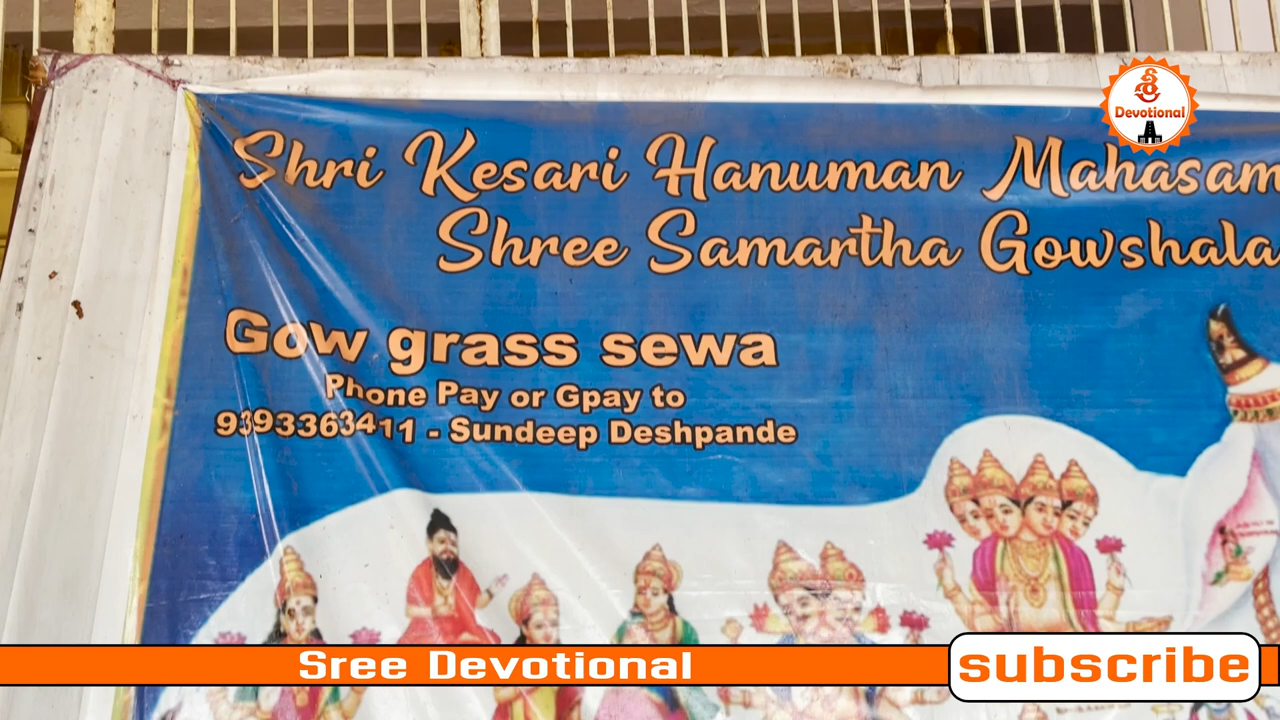 श्री
Devotional
Shri Kesari Hanuman Mahasam
Shree Samartha Gowshala
Gow grass sewa
Phone Pay or Gpay to
9393363411 - Sundeep Deshpande
Sree Devotional
subscribe